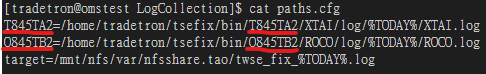 [tradetron@omstest LogCollection]$ cat paths.cfg
T845TA2=/home/tradetron/tsefix/bin/T845TA2/XTAI/log/%TODAY%/XTAI.log
O845TB2=/home/tradetron/tsefix/bin/O845TB2/ROCO/log/%TODAY%/ROCO.log
target=/mnt/nfs/var/nfsshare.tao/twse_fix_%TODAY%.log